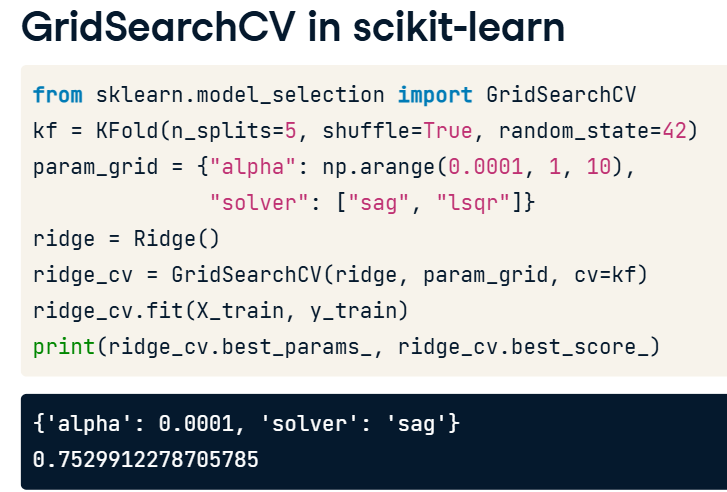 GridSearchCV in scikit-learn
from sklearn.model_selection import GridSearchCV
kf = KFold(n_splits=5, shuffle=True, random_state=42)
param_grid = {"alpha": np.arange(0.0001, 1, 10),
              "solver": ["sag", "lsqr"]}
ridge = Ridge()
ridge_cv = GridSearchCV(ridge, param_grid, cv=kf)
ridge_cv.fit(X_train, y_train)
print(ridge_cv.best_params_, ridge_cv.best_score_)
{'alpha': 0.0001, 'solver': 'sag'}
0.7529912278705785